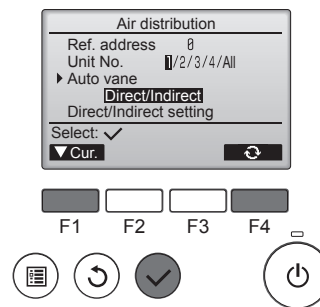 Air distribution
Ref. address 0
Unit No. 1/2/3/4/All
Auto vane
Direct/Indirect
Direct/Indirect setting
Select:
Cur.
F1 F2 F3 F4